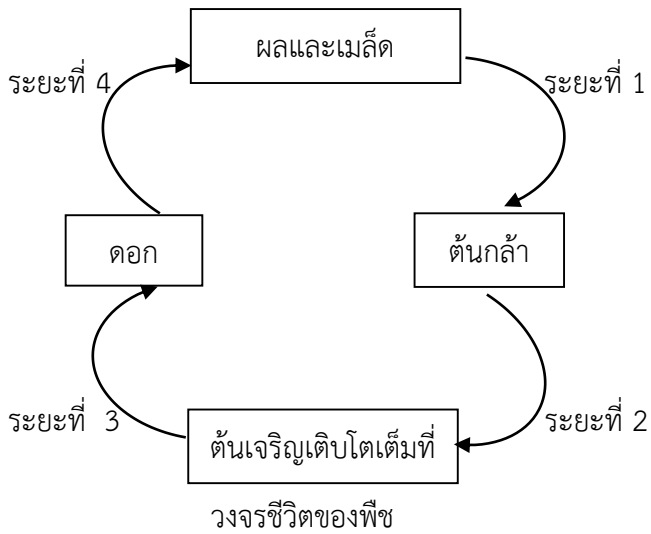 ผลและเมล็ด
ระยะที่ 4
ระยะที่ 1
ดอก
ต้นกล้า
ระยะที่ 3
ระยะที่ 2
ต้นเจริญเติบโตเต็มที่
วงจรชีวิตของพืช